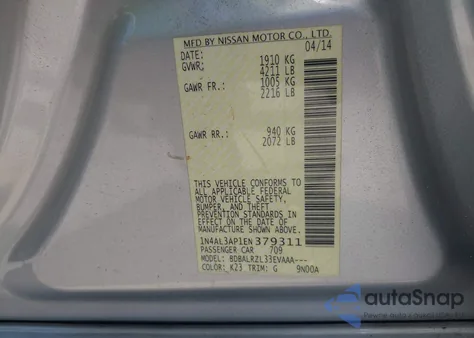 MFD BY NISSAN MOTOR CO., LTD.
DATE: 04/14
GVWR: 1910 KG
4211 LB
GAWR FR.: 1005 KG
2216 LB
GAWR RR.: 940 KG
2072 LB
THIS VEHICLE CONFORMS TO
ALL APPLICABLE FEDERAL
MOTOR VEHICLE SAFETY,
BUMPER, AND THEFT
PREVENTION STANDARDS IN
EFFECT ON THE DATE OF
MANUFACTURE SHOWN ABOVE.
1N4AL3AP1EN379311
PASSENGER CAR 709
MODEL: BDBALRZL33EVAAA---
COLOR: K23 TRIM: G 9N00A
autoSnap